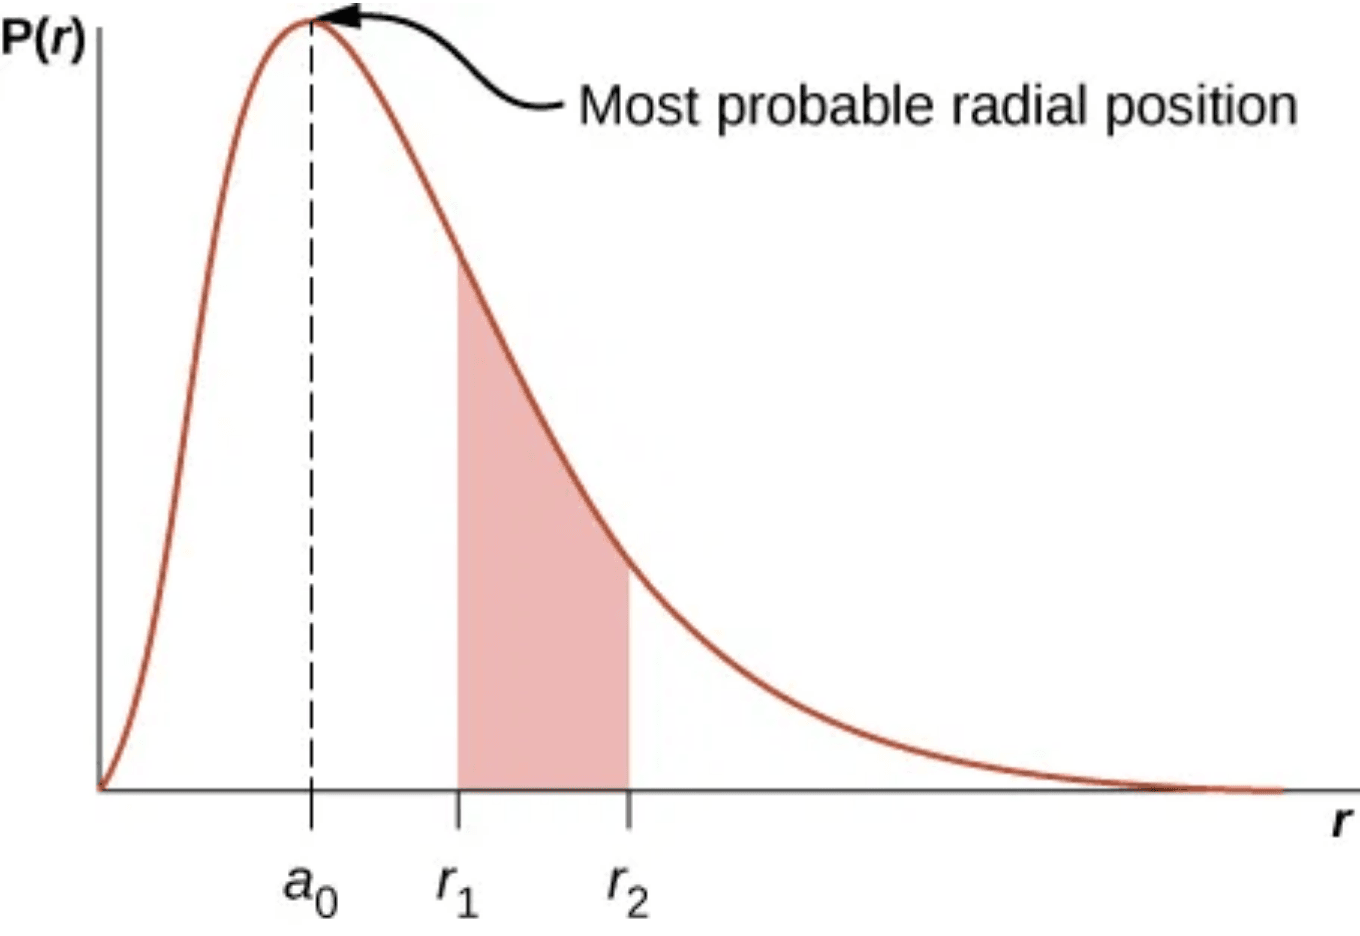 P(r)
Most probable radial position
r
a₀ r₁ r₂